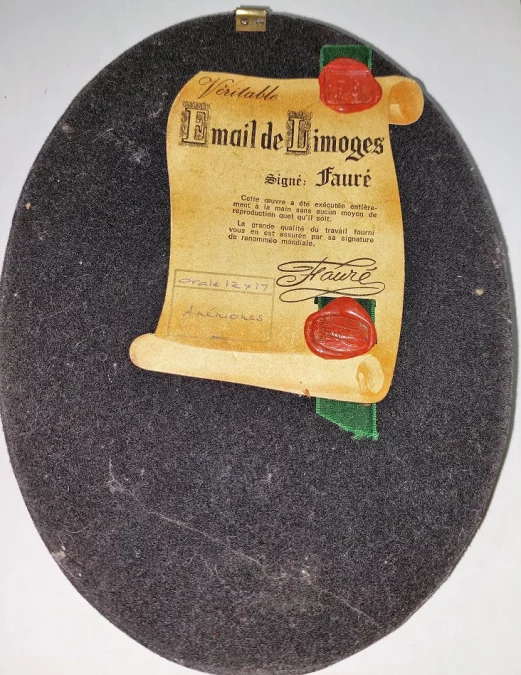 Véritable
Email de Limoges
Signé: Fauré
Cette œuvre a été exécutée entière-
ment à la main sans aucun moyen de
reproduction quel qu'il soit.
La grande qualité du travail fourni
vous en est assurée par sa signature
de renommée mondiale.
Fauré
ovale 12 x 17
Anémones